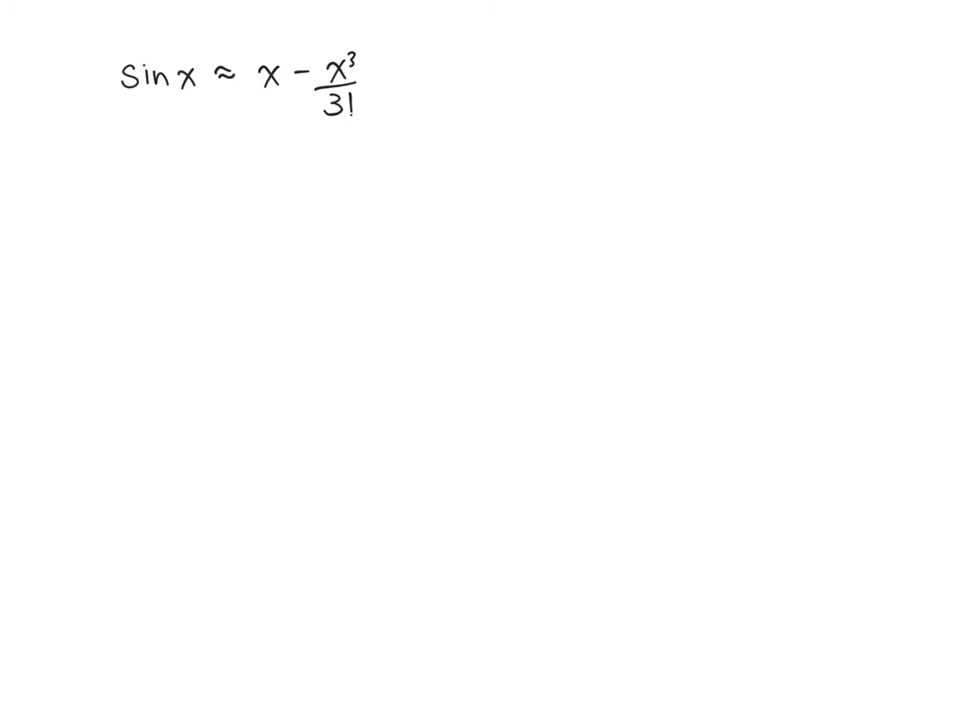 sin x ≈ x - x³/3!